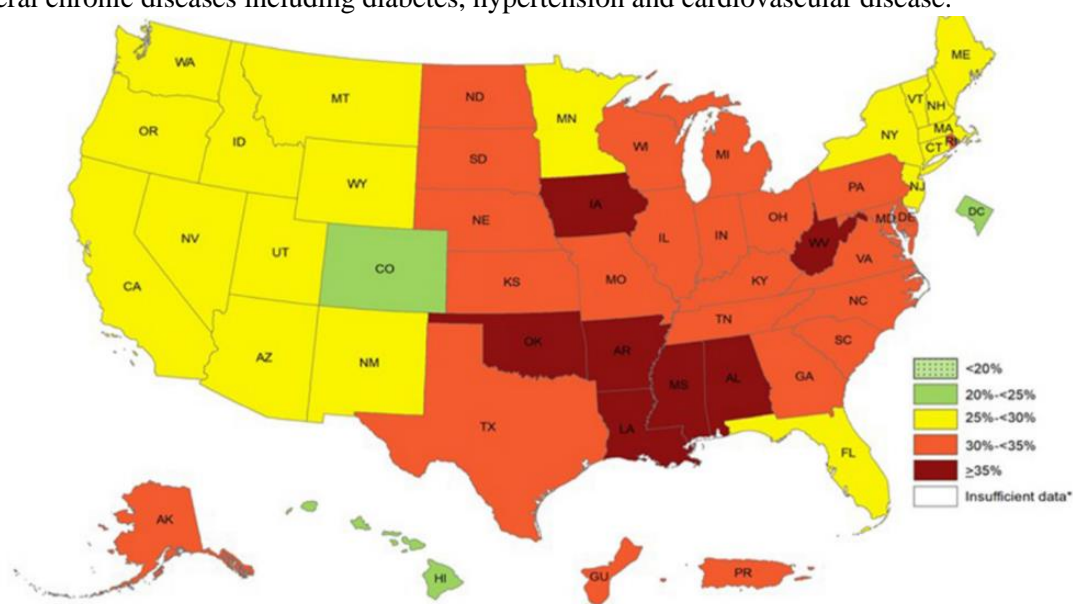 eral chronic diseases including diabetes, hypertension and cardiovascular disease.
WA
ME
MT
ND
MN
VT
NH
OR
ID
NY
MA
WI
CT
RI
SD
MI
WY
IA
PA
NJ
NE
OH
DC
MD
DE
NV
IL
IN
WV
UT
VA
CO
KS
MO
KY
CA
NC
TN
OK
AR
SC
AZ
NM
MS
AL
GA
<20%
20%-<25%
25%-<30%
TX
LA
30%-<35%
FL
≥35%
Insufficient data*
AK
HI
GU
PR